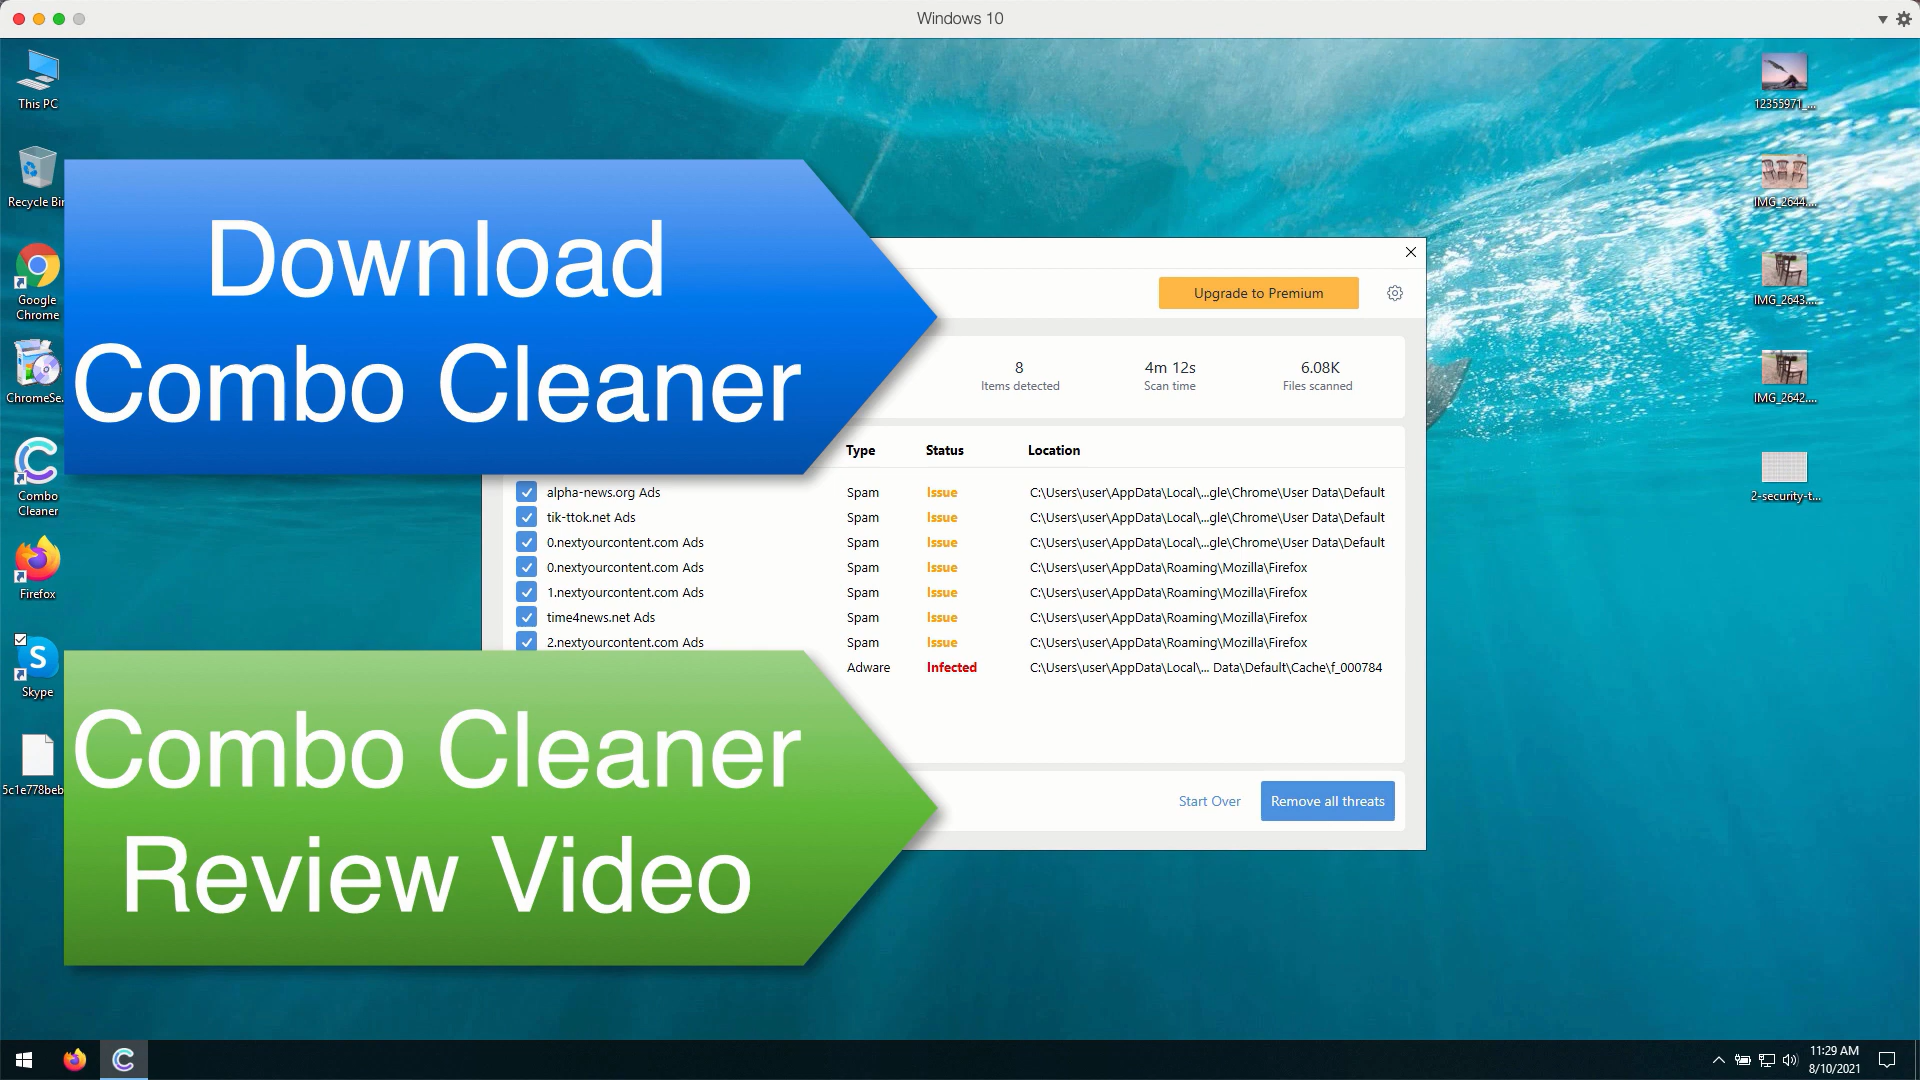 Windows 10
This PC
Recycle Bin
Google
Chrome
ChromeSe...
Combo
Cleaner
Firefox
Skype
5c1e778beb
Download
Combo Cleaner
Combo Cleaner
Review Video
Upgrade to Premium
8
Items detected
4m 12s
Scan time
6.08K
Files scanned
Type Status Location
alpha-news.org Ads Spam Issue C:\Users\user\AppData\Local\...gle\Chrome\User Data\Default
tik-ttok.net Ads Spam Issue C:\Users\user\AppData\Local\...gle\Chrome\User Data\Default
0.nextyourcontent.com Ads Spam Issue C:\Users\user\AppData\Local\...gle\Chrome\User Data\Default
0.nextyourcontent.com Ads Spam Issue C:\Users\user\AppData\Roaming\Mozilla\Firefox
1.nextyourcontent.com Ads Spam Issue C:\Users\user\AppData\Roaming\Mozilla\Firefox
time4news.net Ads Spam Issue C:\Users\user\AppData\Roaming\Mozilla\Firefox
2.nextyourcontent.com Ads Spam Issue C:\Users\user\AppData\Roaming\Mozilla\Firefox
Adware Infected C:\Users\user\AppData\Local\... Data\Default\Cache\f_000784
Start Over
Remove all threats
12355971_...
IMG_2644....
IMG_2643....
IMG_2642....
2-security-t...
11:29 AM
8/10/2021